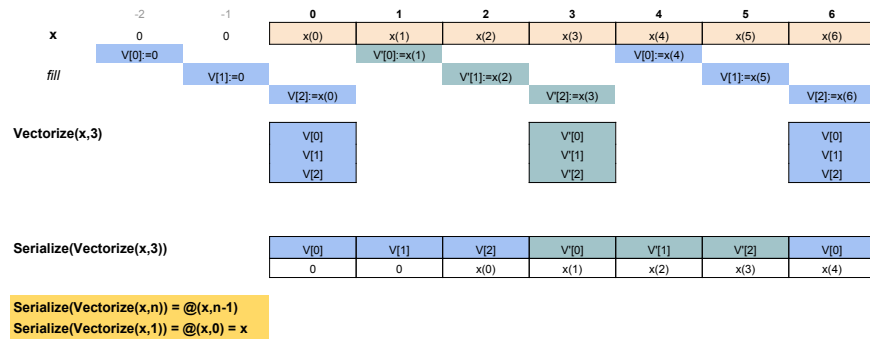 -2 -1 0 1 2 3 4 5 6
x 0 0 x(0) x(1) x(2) x(3) x(4) x(5) x(6)
V[0]:=0 V'[0]:=x(1) V[0]:=x(4)
fill V[1]:=0 V'[1]:=x(2) V[1]:=x(5)
V[2]:=x(0) V'[2]:=x(3) V[2]:=x(6)
Vectorize(x,3) V[0] V'[0] V[0]
V[1] V'[1] V[1]
V[2] V'[2] V[2]
Serialize(Vectorize(x,3)) V[0] V[1] V[2] V'[0] V'[1] V'[2] V[0]
0 0 x(0) x(1) x(2) x(3) x(4)
Serialize(Vectorize(x,n)) = @(x,n-1)
Serialize(Vectorize(x,1)) = @(x,0) = x